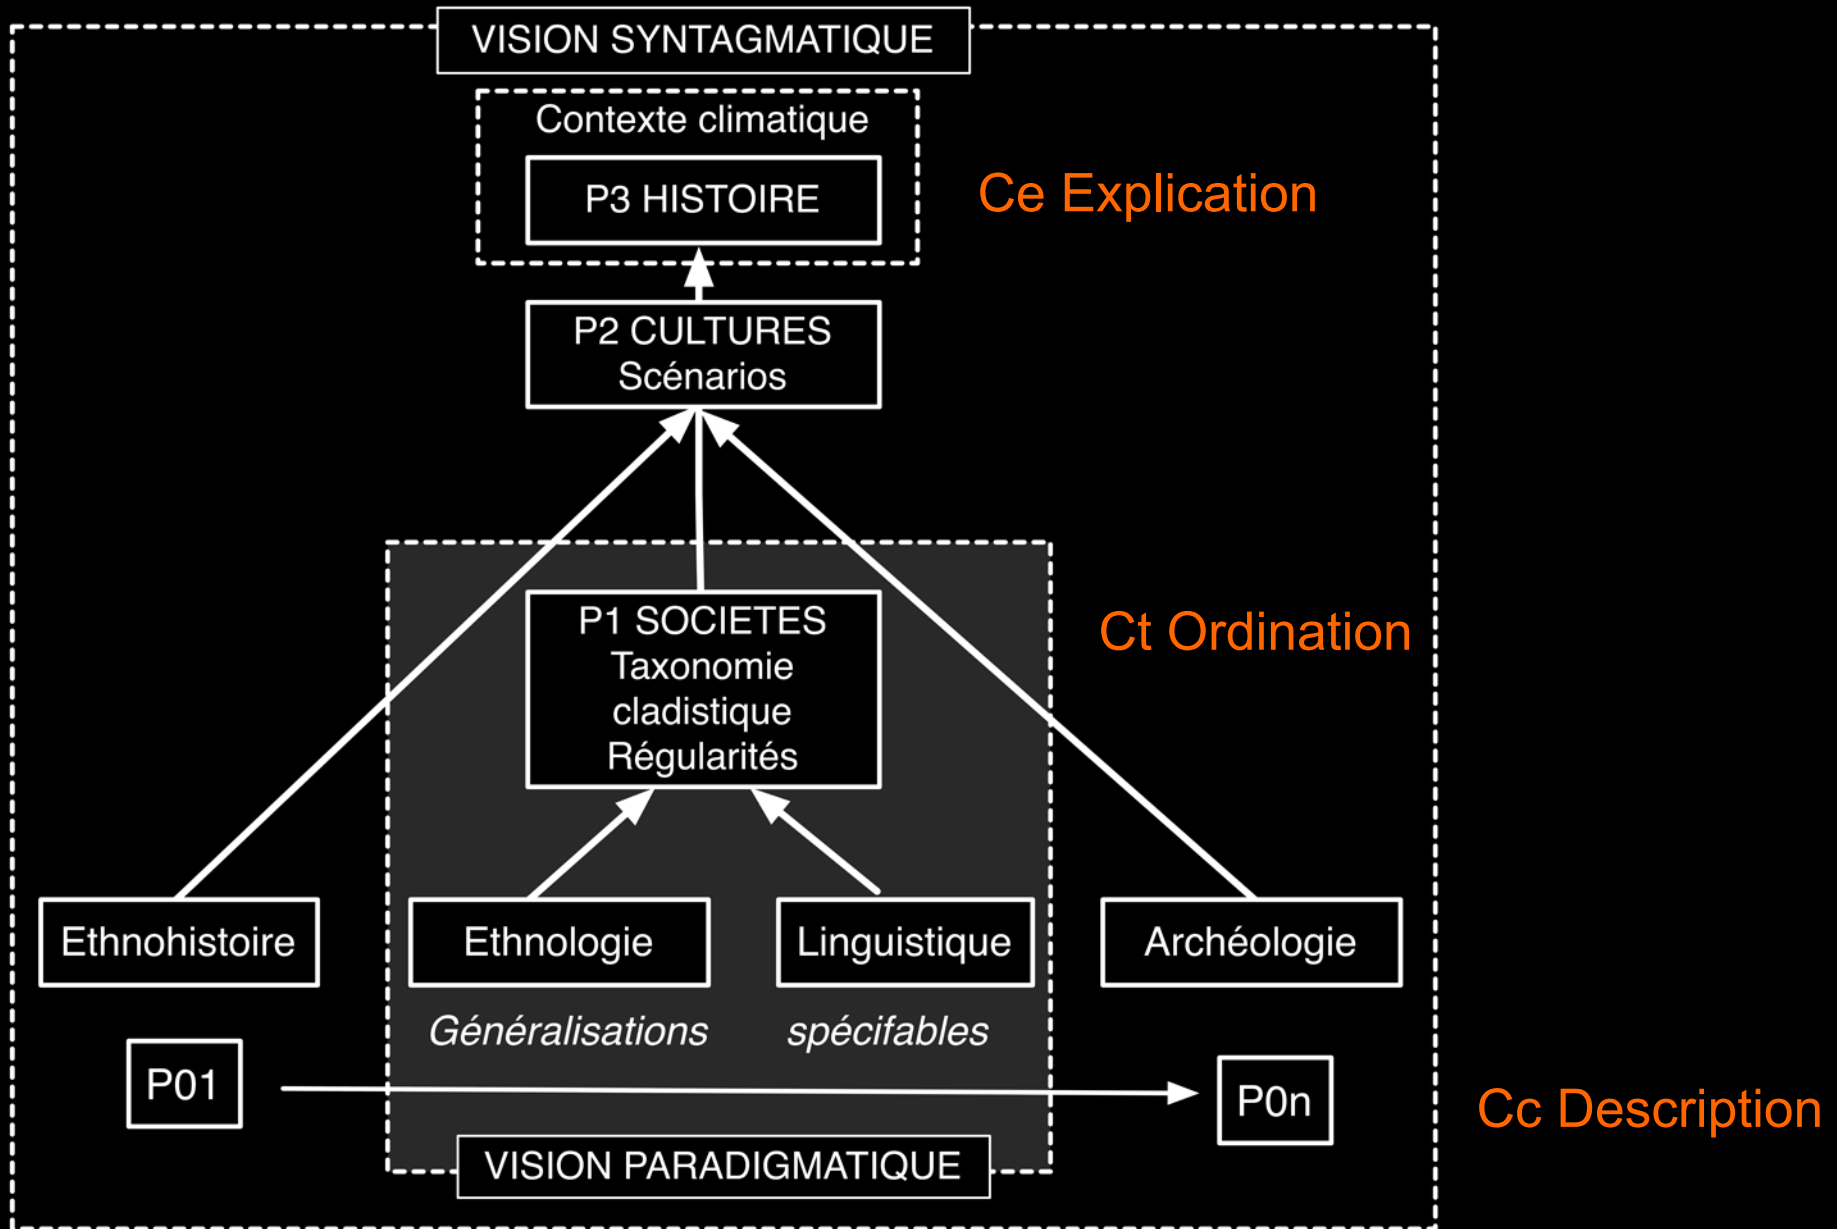 VISION SYNTAGMATIQUE
Contexte climatique
P3 HISTOIRE
Ce Explication
P2 CULTURES
Scénarios
P1 SOCIETES
Taxonomie
cladistique
Régularités
Ct Ordination
Ethnohistoire
Ethnologie
Linguistique
Archéologie
Généralisations spécifables
P01
P0n
Cc Description
VISION PARADIGMATIQUE